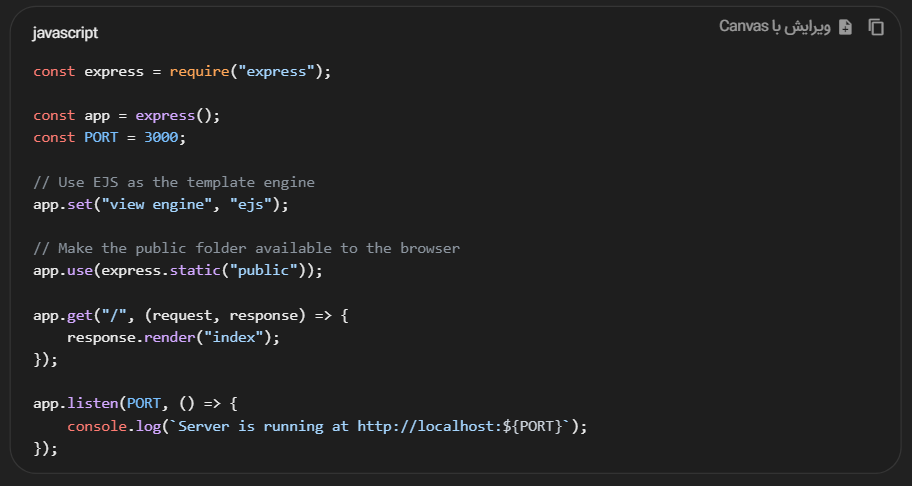 ویرایش با Canvas
javascript
const express = require("express");
const app = express();
const PORT = 3000;
// Use EJS as the template engine
app.set("view engine", "ejs");
// Make the public folder available to the browser
app.use(express.static("public"));
app.get("/", (request, response) => {
    response.render("index");
});
app.listen(PORT, () => {
    console.log(`Server is running at http://localhost:${PORT}`);
});